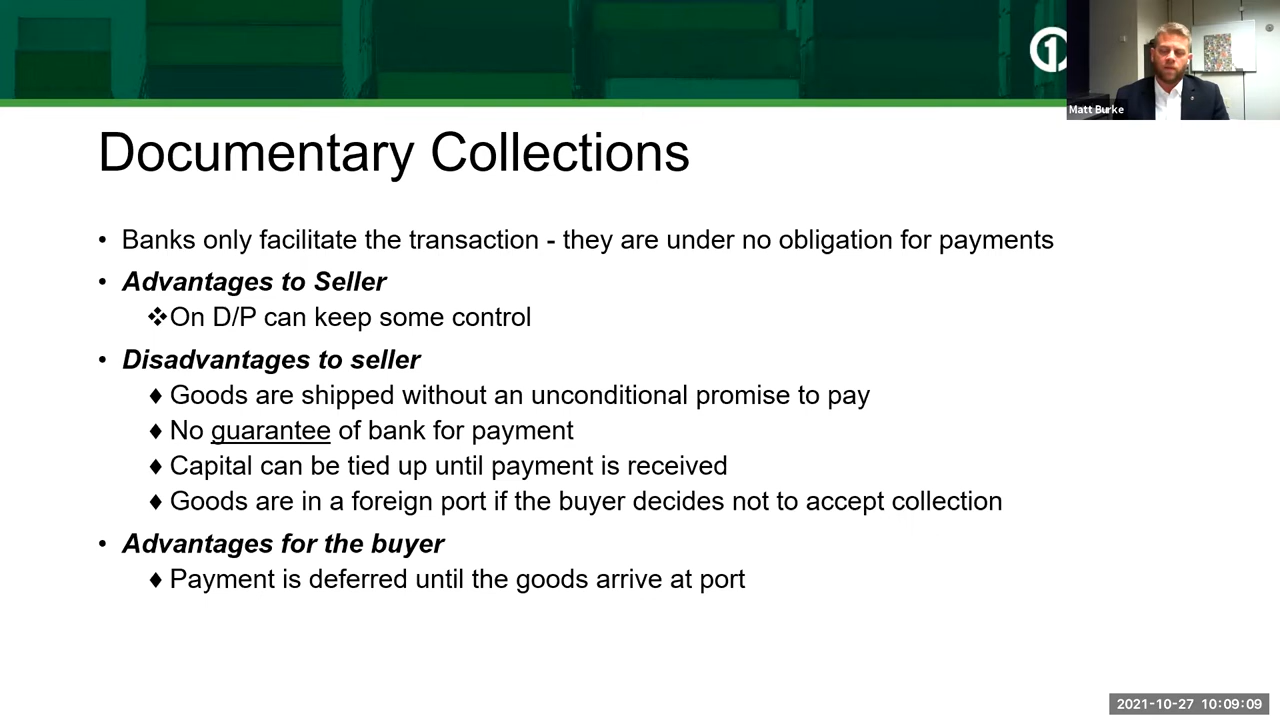 1
Matt Burke
Documentary Collections
• Banks only facilitate the transaction - they are under no obligation for payments
• Advantages to Seller
❖On D/P can keep some control
• Disadvantages to seller
♦ Goods are shipped without an unconditional promise to pay
♦ No guarantee of bank for payment
♦ Capital can be tied up until payment is received
♦ Goods are in a foreign port if the buyer decides not to accept collection
• Advantages for the buyer
♦ Payment is deferred until the goods arrive at port
2021-10-27 10:09:09